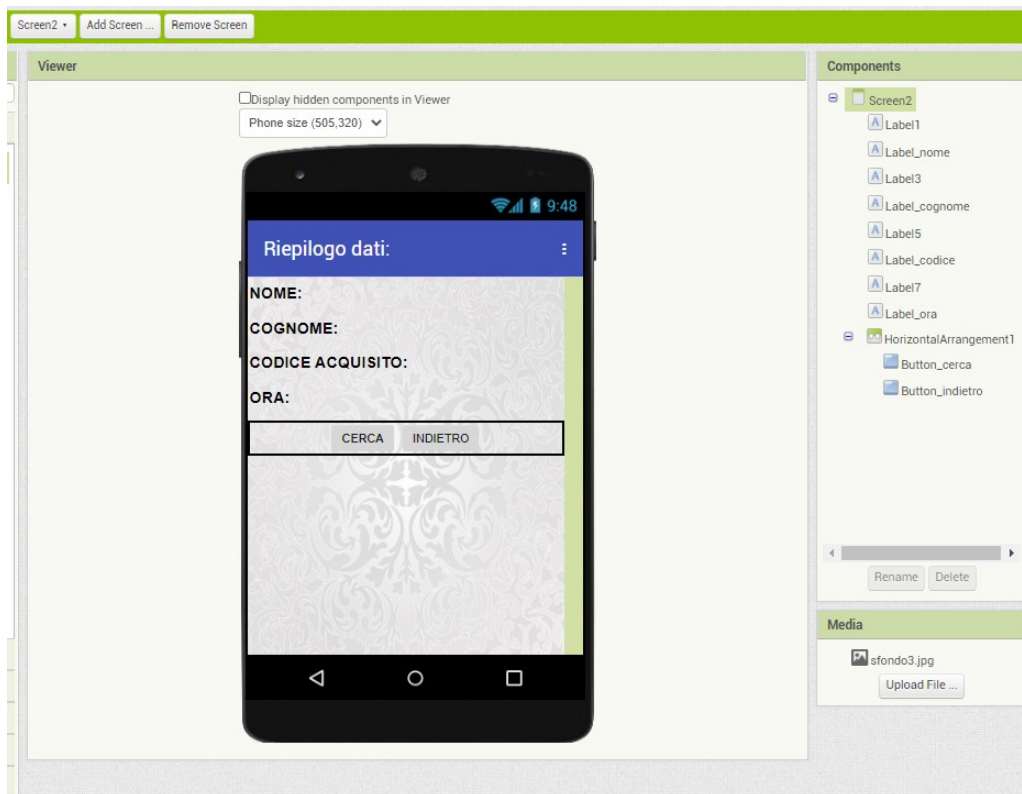 Screen2
Add Screen ...
Remove Screen
Viewer
Display hidden components in Viewer
Phone size (505,320)
9:48
Riepilogo dati:
NOME:
COGNOME:
CODICE ACQUISITO:
ORA:
CERCA
INDIETRO
Components
Screen2
Label1
Label_nome
Label3
Label_cognome
Label5
Label_codice
Label7
Label_ora
HorizontalArrangement1
Button_cerca
Button_indietro
Rename
Delete
Media
sfondo3.jpg
Upload File ...